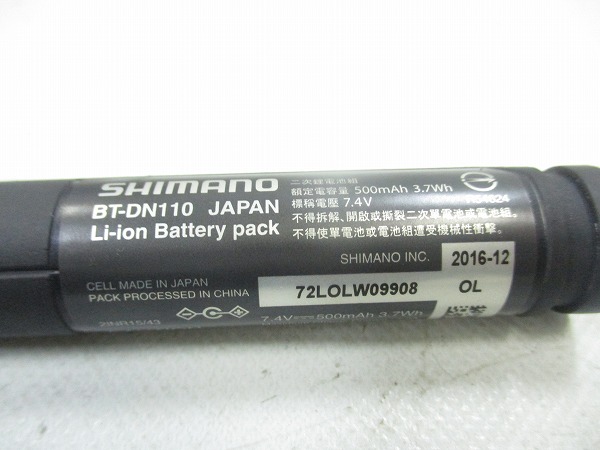 SHIMANO
BT-DN110 JAPAN
Li-ion Battery pack
二次鋰電池組
額定電容量 500mAh 3.7Wh
標稱電壓 7.4V
不得拆解、開啟或撕裂二次單電池或電池組。
不得使單電池或電池組遭受機械性衝擊。
SHIMANO INC.
2016-12
CELL MADE IN JAPAN
PACK PROCESSED IN CHINA
72LOLW09908
OL
2INR15/43
7.4V 500mAh 3.7Wh